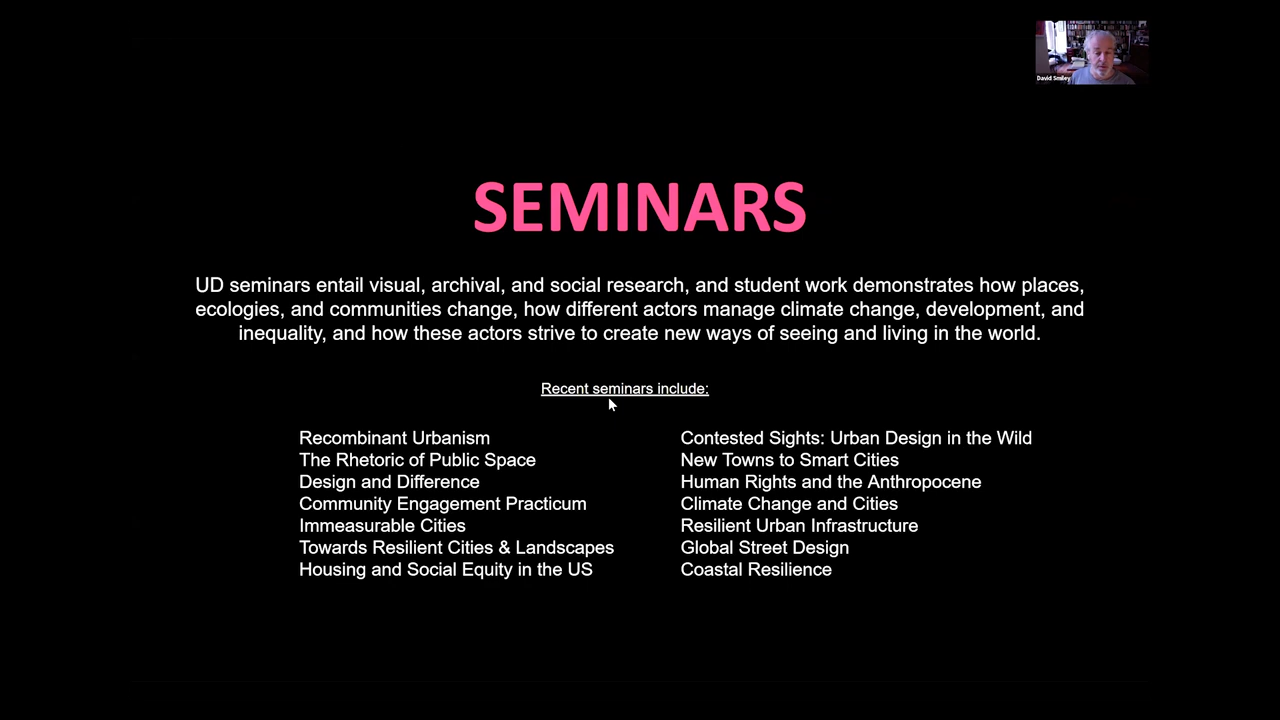 David Smiley
SEMINARS
UD seminars entail visual, archival, and social research, and student work demonstrates how places,
ecologies, and communities change, how different actors manage climate change, development, and
inequality, and how these actors strive to create new ways of seeing and living in the world.
Recent seminars include:
Recombinant Urbanism
The Rhetoric of Public Space
Design and Difference
Community Engagement Practicum
Immeasurable Cities
Towards Resilient Cities & Landscapes
Housing and Social Equity in the US
Contested Sights: Urban Design in the Wild
New Towns to Smart Cities
Human Rights and the Anthropocene
Climate Change and Cities
Resilient Urban Infrastructure
Global Street Design
Coastal Resilience